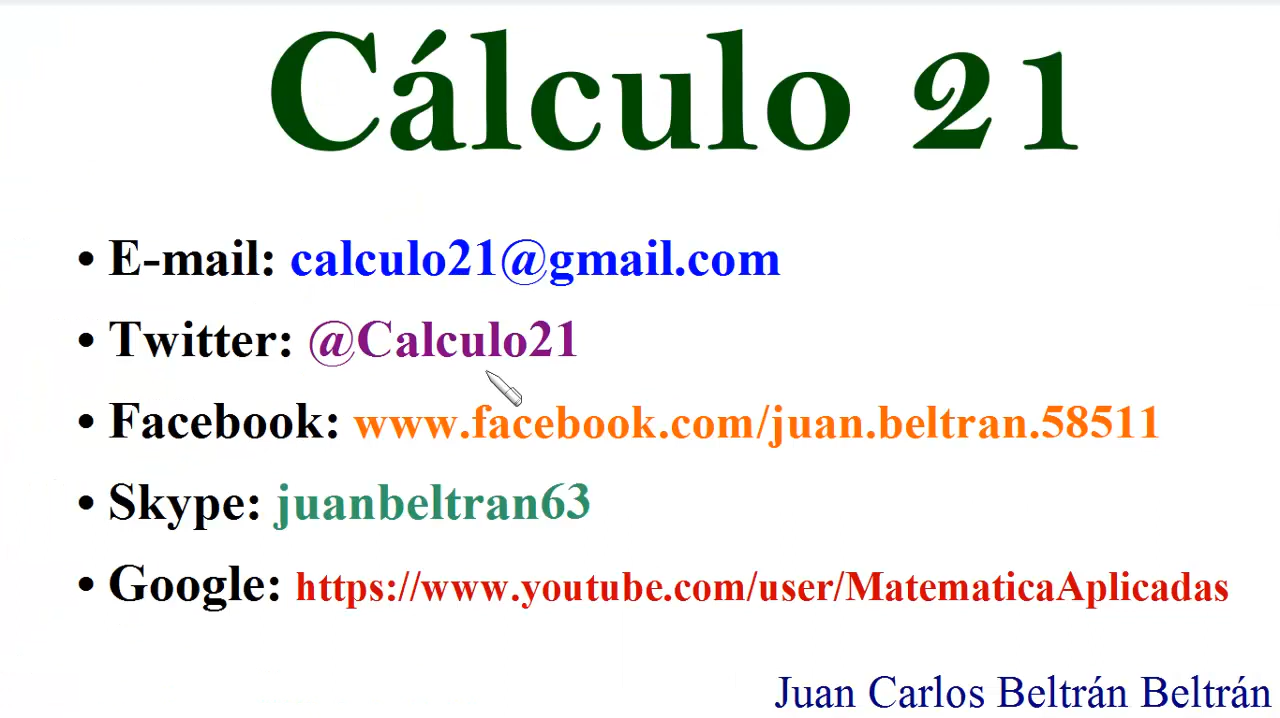 Cálculo 21
• E-mail: calculo21@gmail.com
• Twitter: @Calculo21
• Facebook: www.facebook.com/juan.beltran.58511
• Skype: juanbeltran63
• Google: https://www.youtube.com/user/MatematicaAplicadas
Juan Carlos Beltrán Beltrán